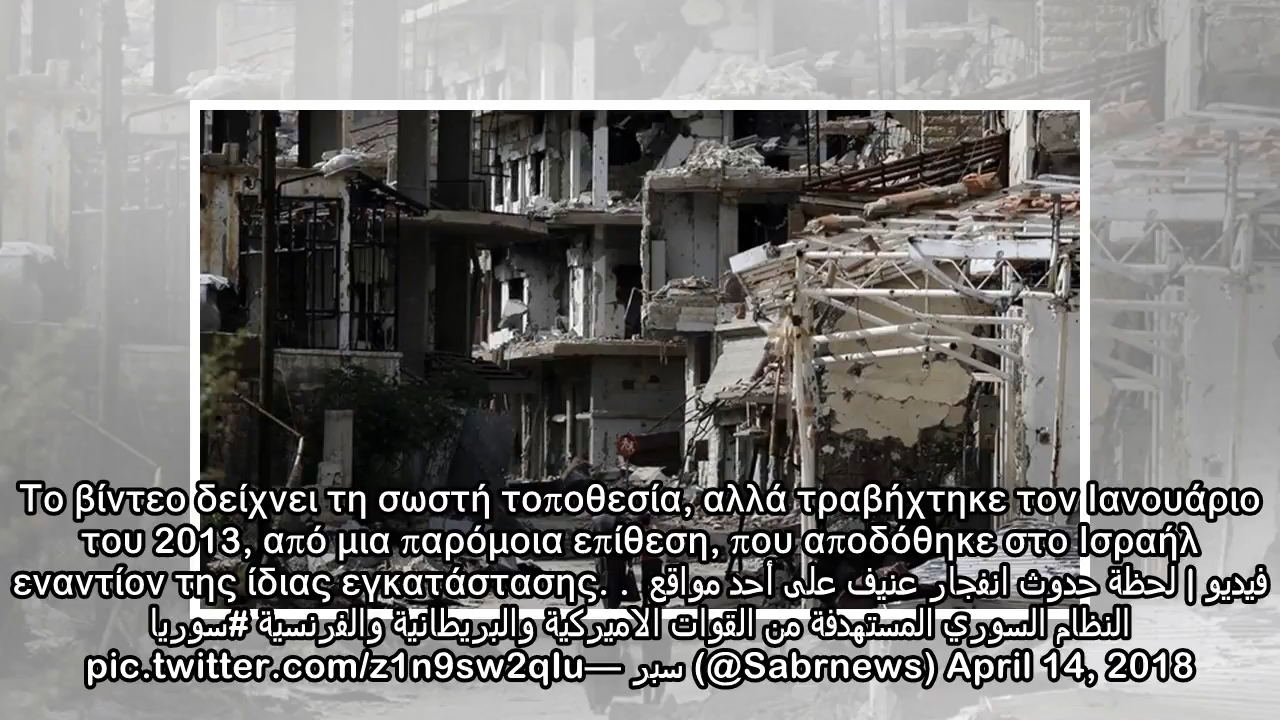 Το βίντεο δείχνει τη σωστή τοποθεσία, αλλά τραβήχτηκε τον Ιανουάριο
του 2013, από μια παρόμοια επίθεση, που αποδόθηκε στο Ισραήλ
εναντίον της ίδιας εγκατάστασης. . فيديو | لحظة حدوث انفجار عنيف على أحد مواقع
النظام السوري المستهدفة من القوات الاميركية والبريطانية والفرنسية #سوريا
pic.twitter.com/z1n9sw2qIu— سبر (@Sabrnews) April 14, 2018